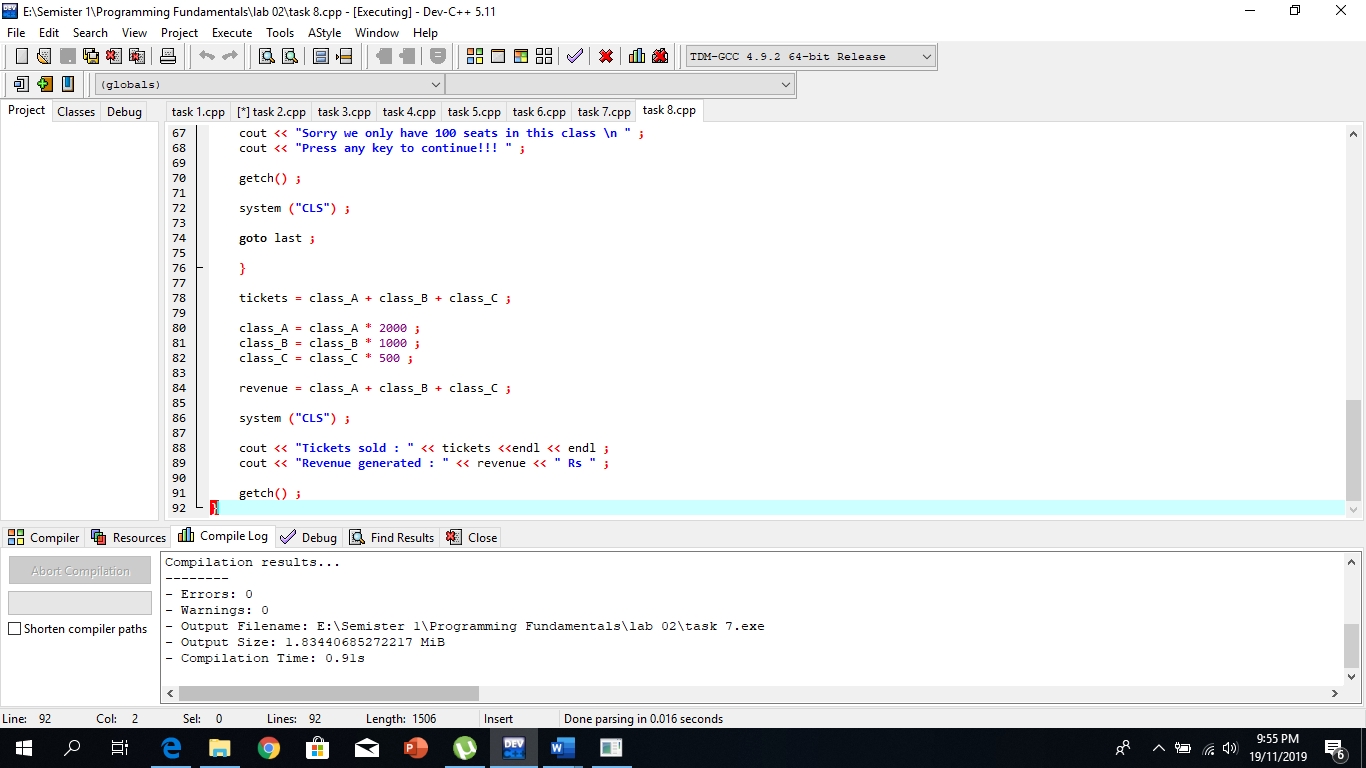 E:\Semister 1\Programming Fundamentals\lab 02\task 8.cpp - [Executing] - Dev-C++ 5.11
File Edit Search View Project Execute Tools AStyle Window Help
TDM-GCC 4.9.2 64-bit Release
(globals)
Project Classes Debug
task 1.cpp [*] task 2.cpp task 3.cpp task 4.cpp task 5.cpp task 6.cpp task 7.cpp task 8.cpp
67 cout << "Sorry we only have 100 seats in this class \n " ;
68 cout << "Press any key to continue!!! " ;
69
70 getch() ;
71
72 system ("CLS") ;
73
74 goto last ;
75
76 }
77
78 tickets = class_A + class_B + class_C ;
79
80 class_A = class_A * 2000 ;
81 class_B = class_B * 1000 ;
82 class_C = class_C * 500 ;
83
84 revenue = class_A + class_B + class_C ;
85
86 system ("CLS") ;
87
88 cout << "Tickets sold : " << tickets <<endl << endl ;
89 cout << "Revenue generated : " << revenue << " Rs " ;
90
91 getch() ;
92 }
Compiler Resources Compile Log Debug Find Results Close
Abort Compilation
Shorten compiler paths
Compilation results...
--------
- Errors: 0
- Warnings: 0
- Output Filename: E:\Semister 1\Programming Fundamentals\lab 02\task 7.exe
- Output Size: 1.83440685272217 MiB
- Compilation Time: 0.91s
Line: 92 Col: 2 Sel: 0 Lines: 92 Length: 1506 Insert Done parsing in 0.016 seconds
DEV
9:55 PM
19/11/2019
6